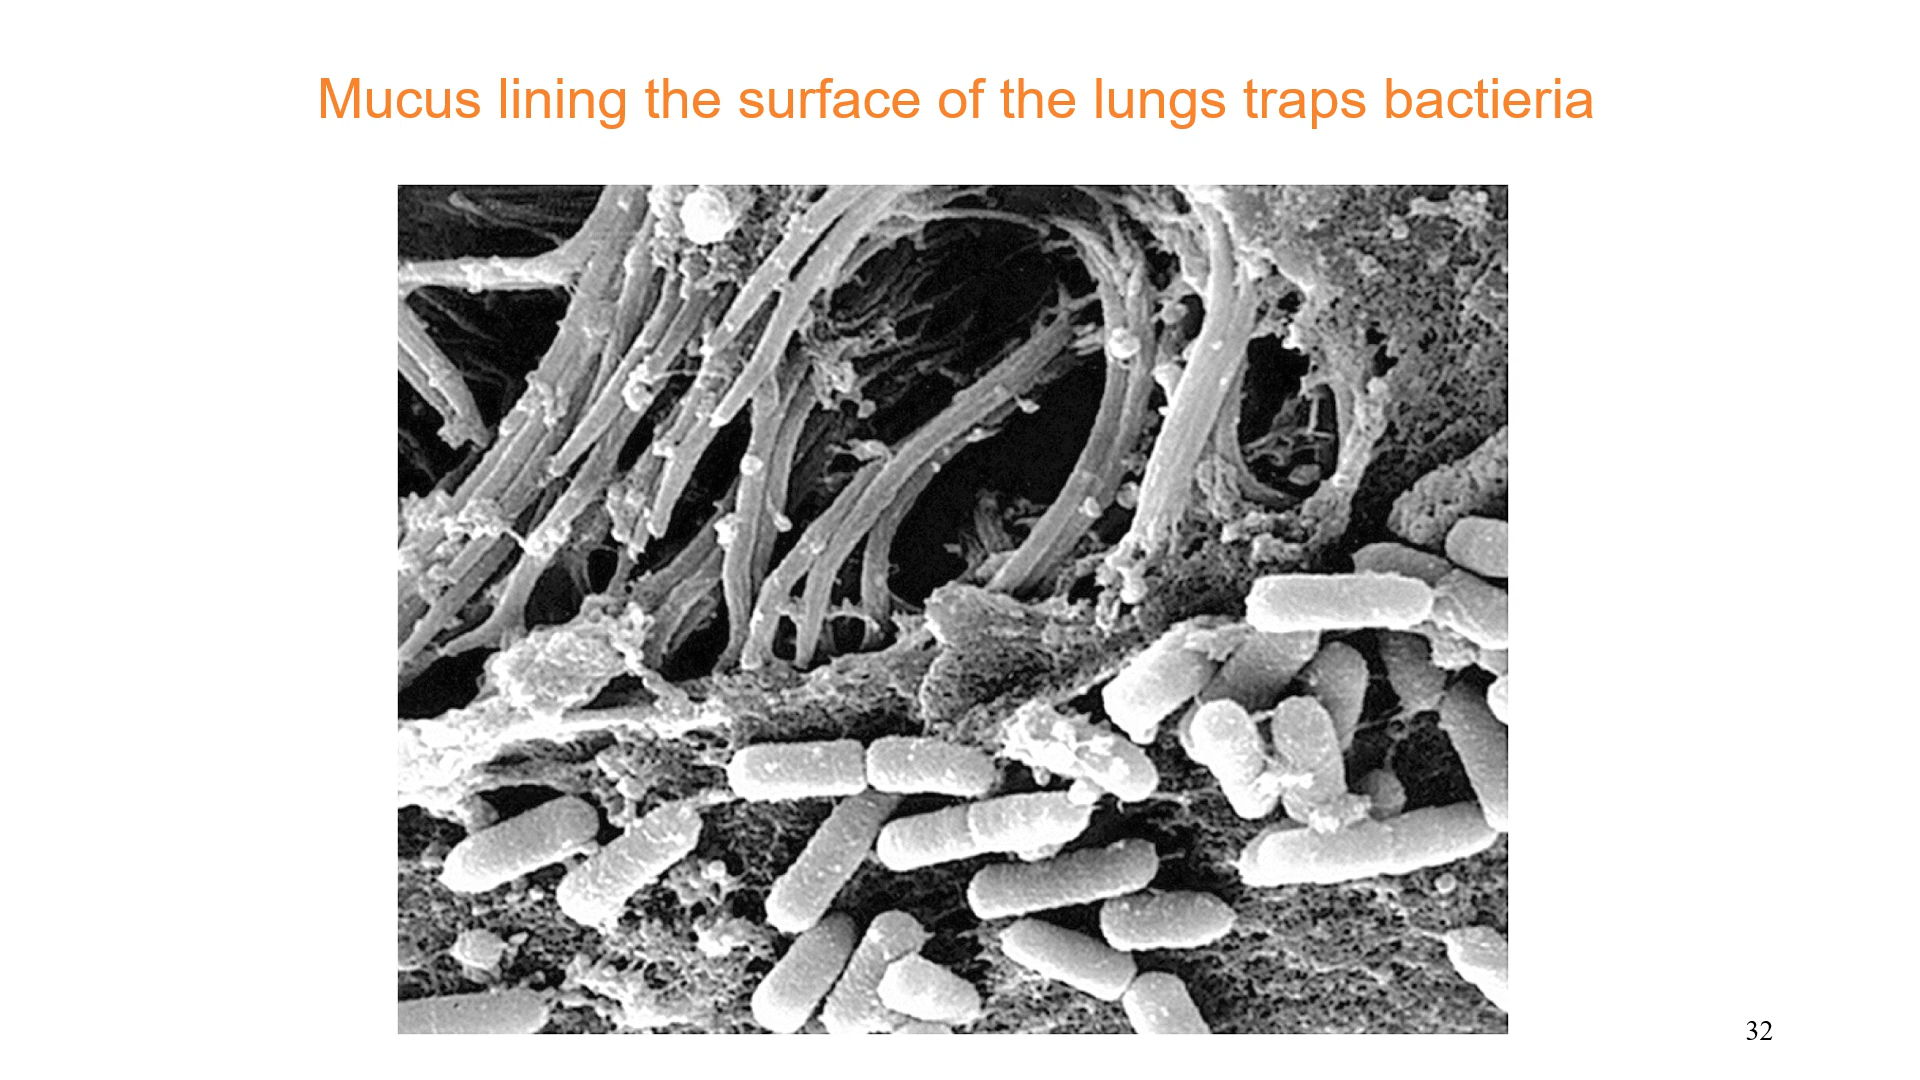 Mucus lining the surface of the lungs traps bactieria
32